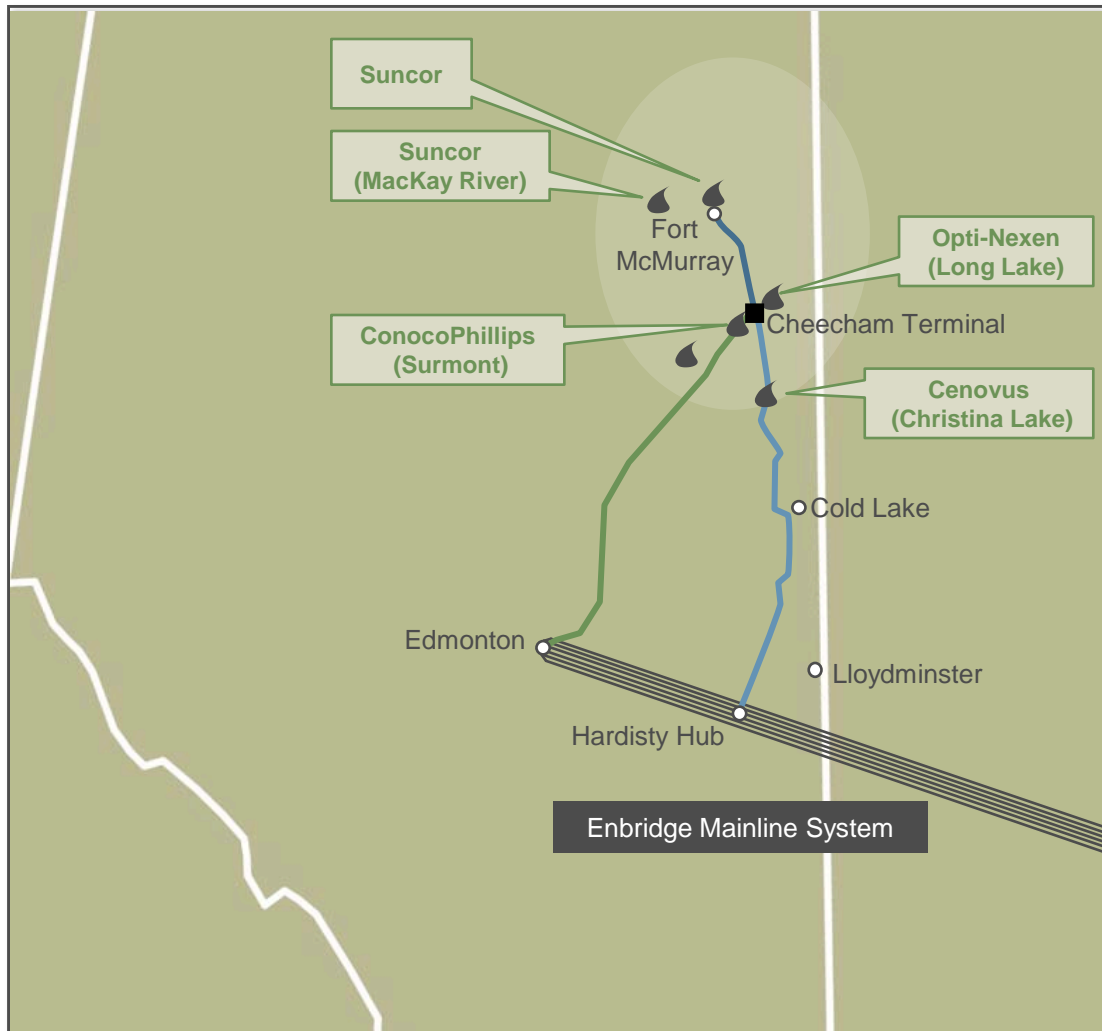 Suncor
Suncor
(MacKay River)
Fort
McMurray
Opti-Nexen
(Long Lake)
Cheecham Terminal
ConocoPhillips
(Surmont)
Cenovus
(Christina Lake)
Cold Lake
Edmonton
Lloydminster
Hardisty Hub
Enbridge Mainline System